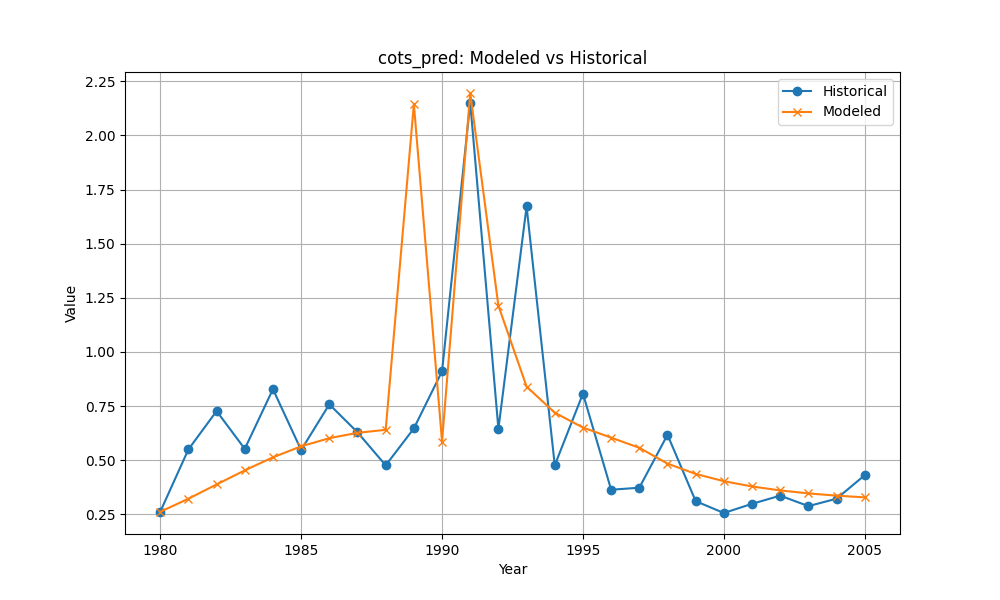 cots_pred: Modeled vs Historical
Historical
Modeled
2.25
2.00
1.75
1.50
1.25
1.00
0.75
0.50
0.25
Value
1980 1985 1990 1995 2000 2005
Year